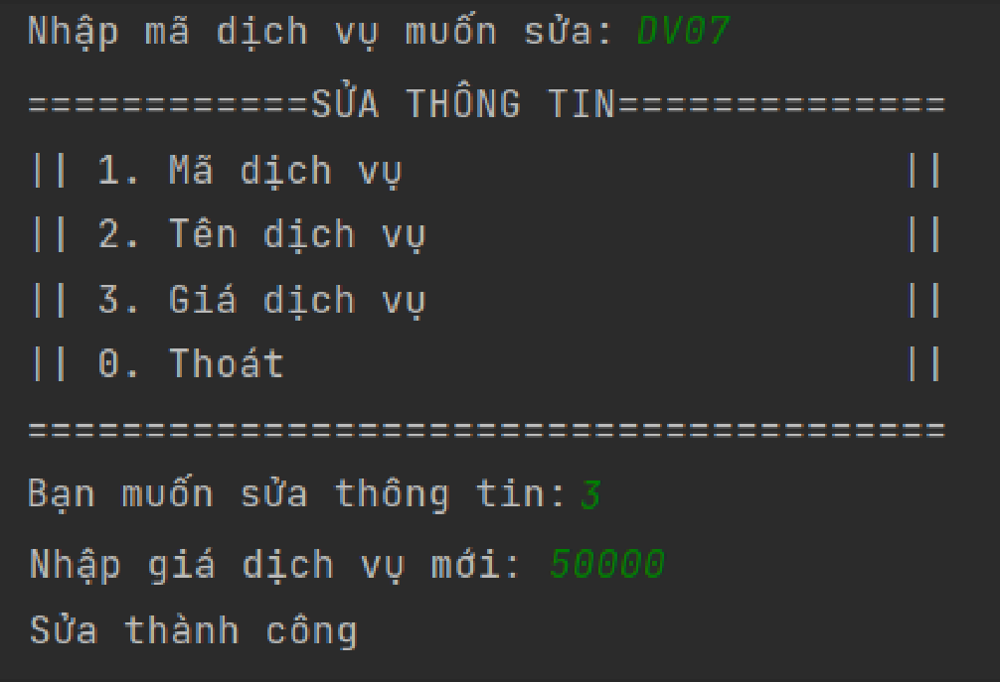 Nhập mã dịch vụ muốn sửa: DV07
============SỬA THÔNG TIN==============
|| 1. Mã dịch vụ                     ||
|| 2. Tên dịch vụ                    ||
|| 3. Giá dịch vụ                    ||
|| 0. Thoát                          ||
=======================================
Bạn muốn sửa thông tin: 3
Nhập giá dịch vụ mới: 50000
Sửa thành công